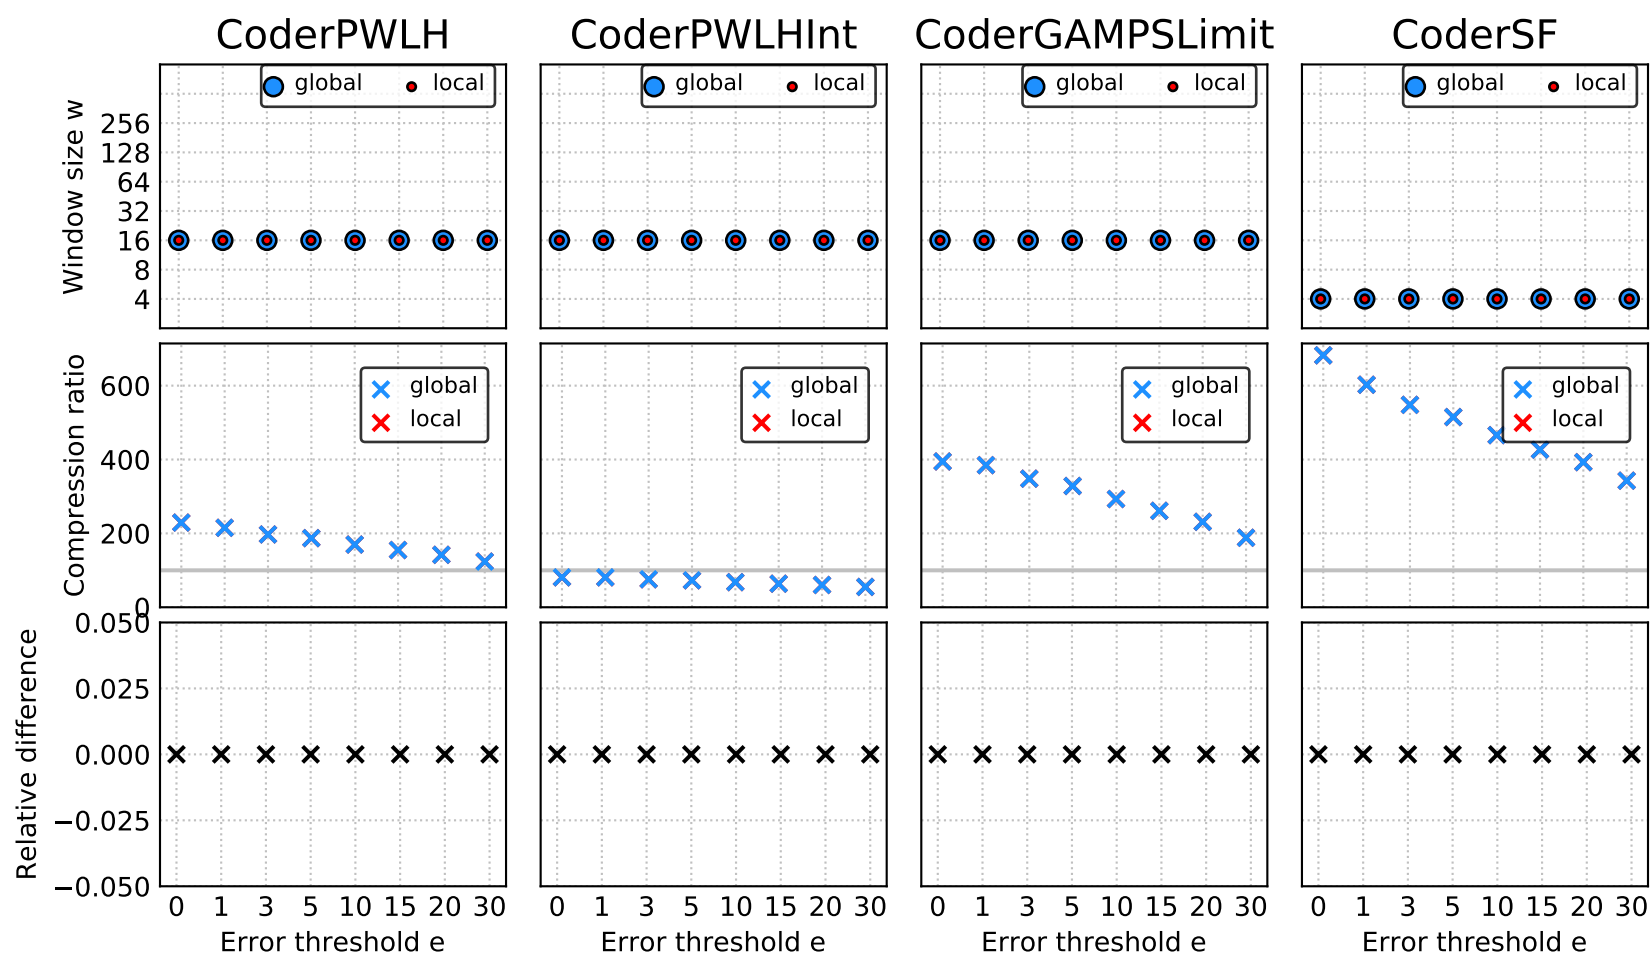 CoderPWLH CoderPWLHInt CoderGAMPSLimit CoderSF
global local global local global local global local
Window size w
256
128
64
32
16
8
4
Compression ratio
600
400
200
0
global
local
global
local
global
local
global
local
Relative difference
0.050
0.025
0.000
−0.025
−0.050
0 1 3 5 10 15 20 30 0 1 3 5 10 15 20 30 0 1 3 5 10 15 20 30 0 1 3 5 10 15 20 30
Error threshold e Error threshold e Error threshold e Error threshold e